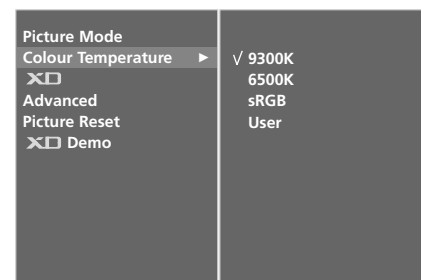 Picture Mode
Colour Temperature ►
XD
Advanced
Picture Reset
XD Demo
√ 9300K
6500K
sRGB
User